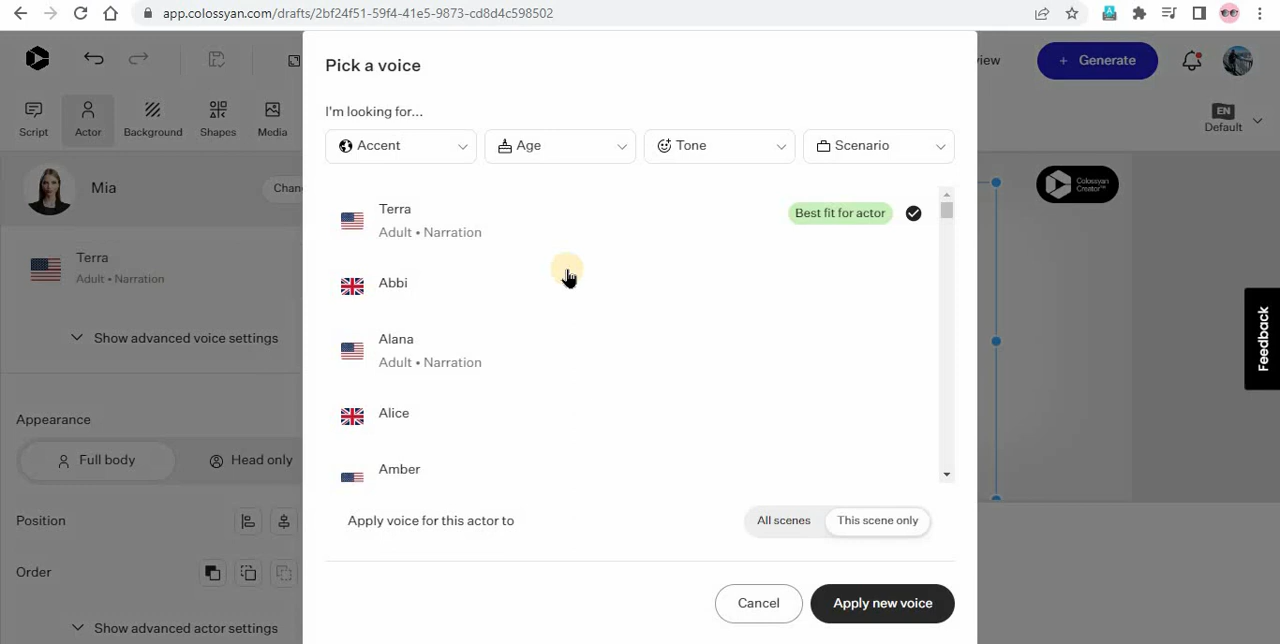 app.colossyan.com/drafts/2bf24f51-59f4-41e5-9873-cd8d4c598502
Pick a voice
I'm looking for...
Accent
Age
Tone
Scenario
Terra
Adult • Narration
Best fit for actor
Abbi
Alana
Adult • Narration
Alice
Amber
Apply voice for this actor to
All scenes
This scene only
Cancel
Apply new voice
Script
Actor
Background
Shapes
Media
Mia
Chan
Terra
Adult • Narration
Show advanced voice settings
Appearance
Full body
Head only
Position
Order
Show advanced actor settings
view
+ Generate
EN
Default
Colossyan
Creator™
Feedback